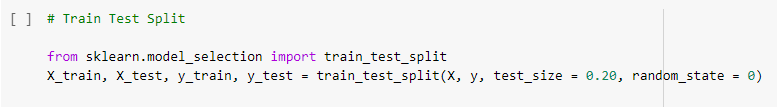 [ ] # Train Test Split
from sklearn.model_selection import train_test_split
X_train, X_test, y_train, y_test = train_test_split(X, y, test_size = 0.20, random_state = 0)